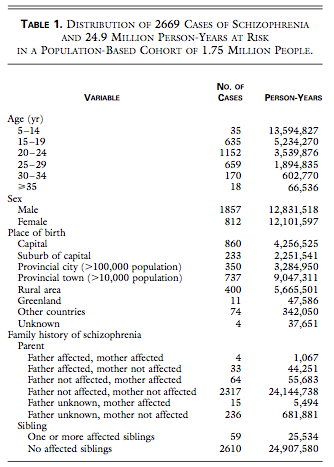 TABLE 1. DISTRIBUTION OF 2669 CASES OF SCHIZOPHRENIA
AND 24.9 MILLION PERSON-YEARS AT RISK
IN A POPULATION-BASED COHORT OF 1.75 MILLION PEOPLE.
VARIABLE NO. OF CASES PERSON-YEARS
Age (yr)
5–14 35 13,594,827
15–19 635 5,234,270
20–24 1152 3,539,876
25–29 659 1,894,835
30–34 170 602,770
≥35 18 66,536
Sex
Male 1857 12,831,518
Female 812 12,101,597
Place of birth
Capital 860 4,256,525
Suburb of capital 233 2,251,541
Provincial city (>100,000 population) 350 3,284,950
Provincial town (>10,000 population) 737 9,047,311
Rural area 400 5,665,501
Greenland 11 47,586
Other countries 74 342,050
Unknown 4 37,651
Family history of schizophrenia
Parent
Father affected, mother affected 4 1,067
Father affected, mother not affected 33 44,251
Father not affected, mother affected 64 55,683
Father not affected, mother not affected 2317 24,144,738
Father unknown, mother affected 15 5,494
Father unknown, mother not affected 236 681,881
Sibling
One or more affected siblings 59 25,534
No affected siblings 2610 24,907,580